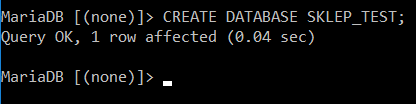 MariaDB [(none)]> CREATE DATABASE SKLEP_TEST;
Query OK, 1 row affected (0.04 sec)
MariaDB [(none)]>